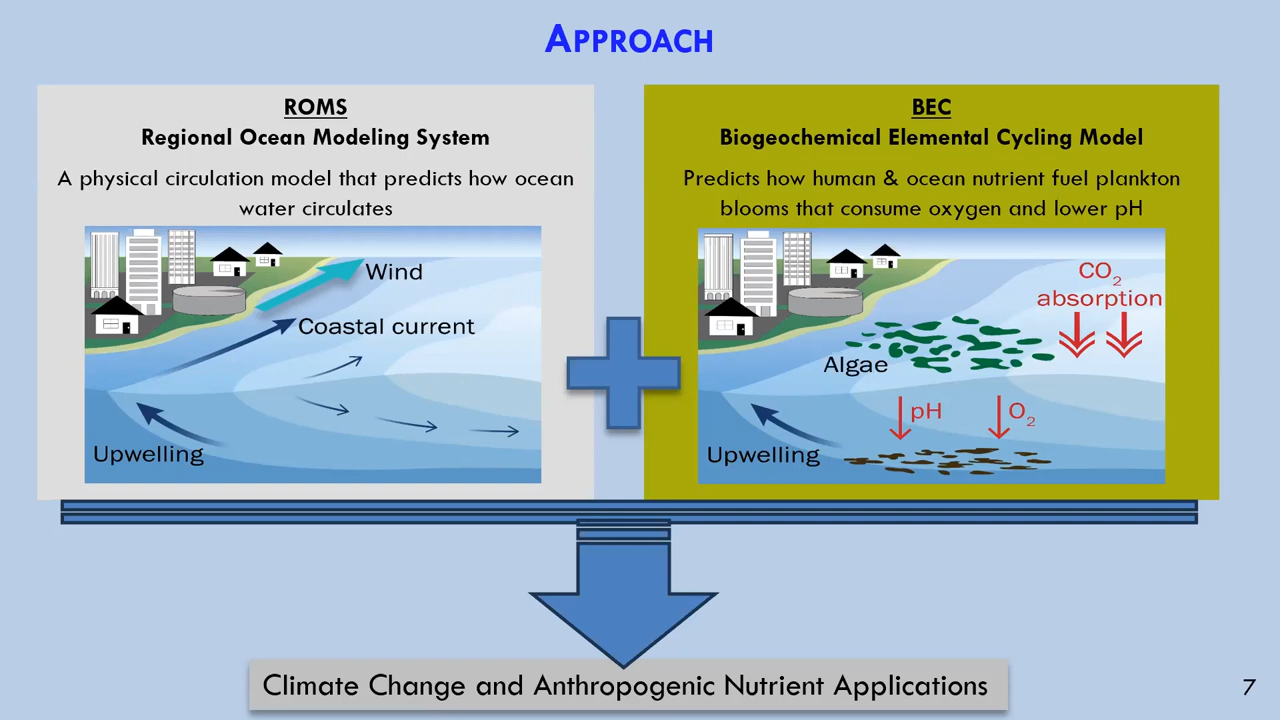 APPROACH
ROMS
Regional Ocean Modeling System
A physical circulation model that predicts how ocean
water circulates
Wind
Coastal current
Upwelling
BEC
Biogeochemical Elemental Cycling Model
Predicts how human & ocean nutrient fuel plankton
blooms that consume oxygen and lower pH
CO₂
absorption
Algae
pH
O₂
Upwelling
Climate Change and Anthropogenic Nutrient Applications
7